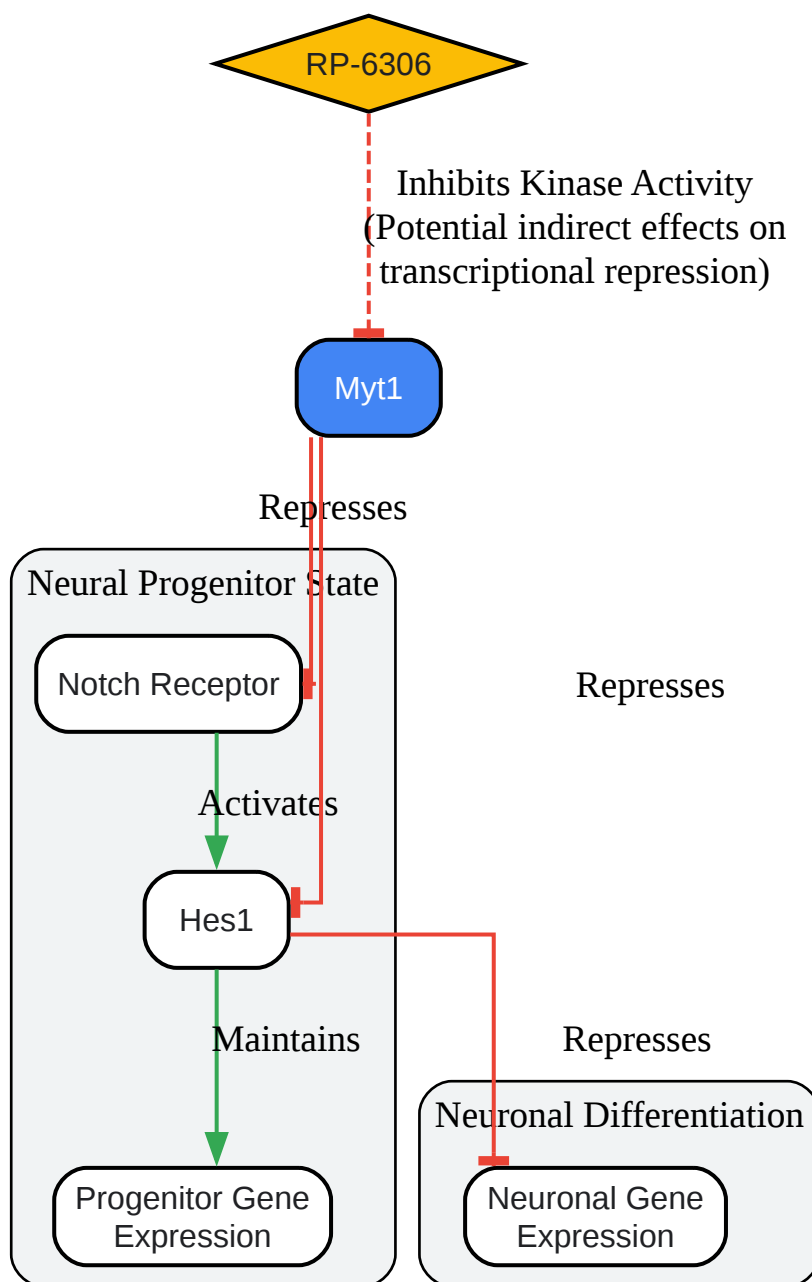 RP-6306
Inhibits Kinase Activity
(Potential indirect effects on
transcriptional repression)
Myt1
Represses
Neural Progenitor State
Notch Receptor
Represses
Activates
Hes1
Maintains
Represses
Neuronal Differentiation
Progenitor Gene
Expression
Neuronal Gene
Expression